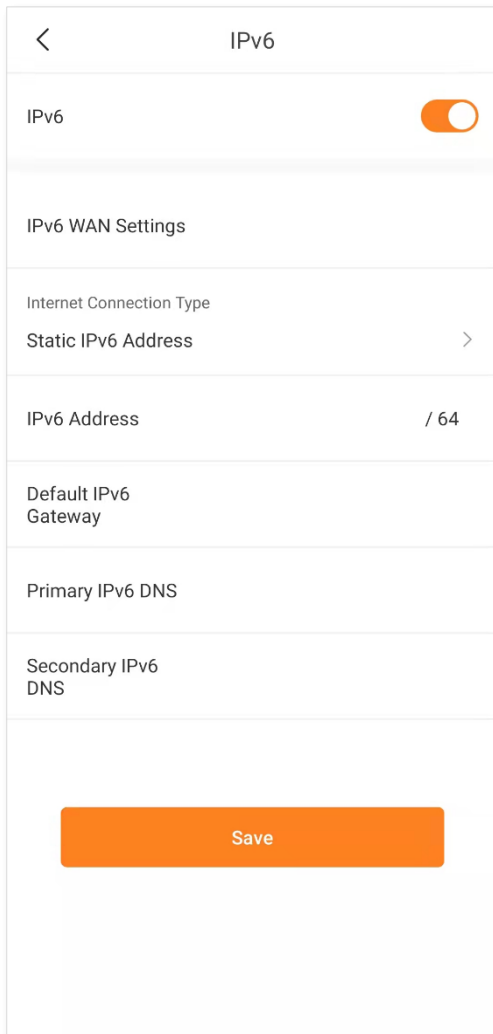 IPv6
IPv6
IPv6 WAN Settings
Internet Connection Type
Static IPv6 Address
IPv6 Address / 64
Default IPv6
Gateway
Primary IPv6 DNS
Secondary IPv6
DNS
Save